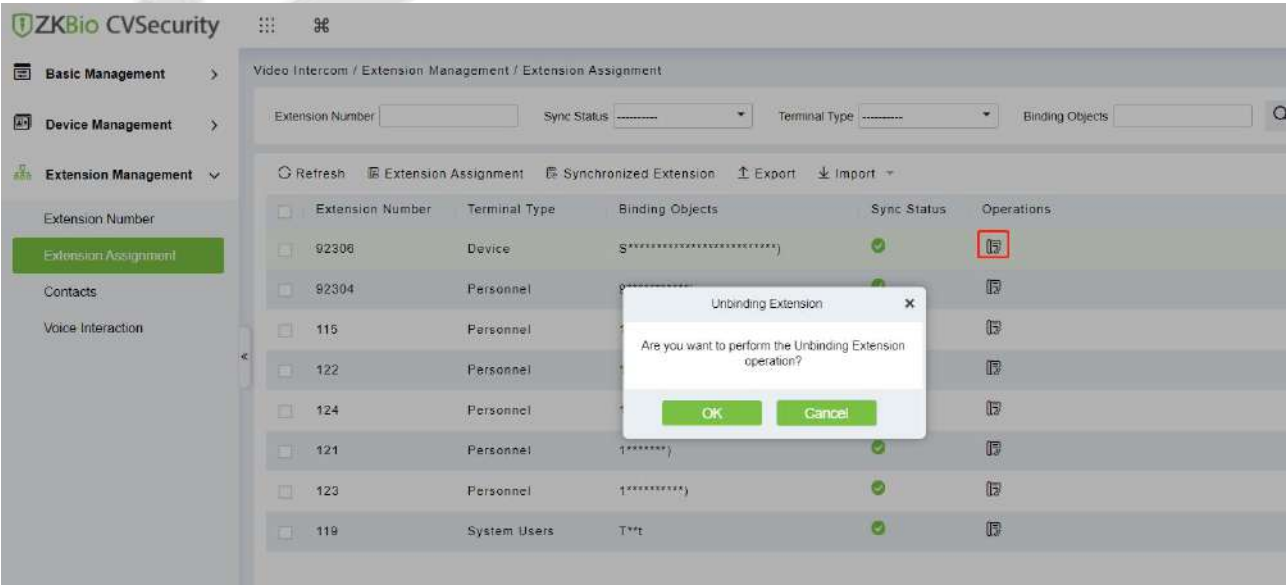 ZKBio CVSecurity
Basic Management
Device Management
Extension Management
Extension Number
Extension Assignment
Contacts
Voice Interaction
Video Intercom / Extension Management / Extension Assignment
Extension Number Sync Status ---------- Terminal Type ---------- Binding Objects
Refresh Extension Assignment Synchronized Extension Export Import
Extension Number Terminal Type Binding Objects Sync Status Operations
92306 Device S**************************)
92304 Personnel
115 Personnel
122 Personnel
124 Personnel
121 Personnel 1*******)
123 Personnel 1**********)
119 System Users T**t
Unbinding Extension
Are you want to perform the Unbinding Extension
operation?
OK Cancel